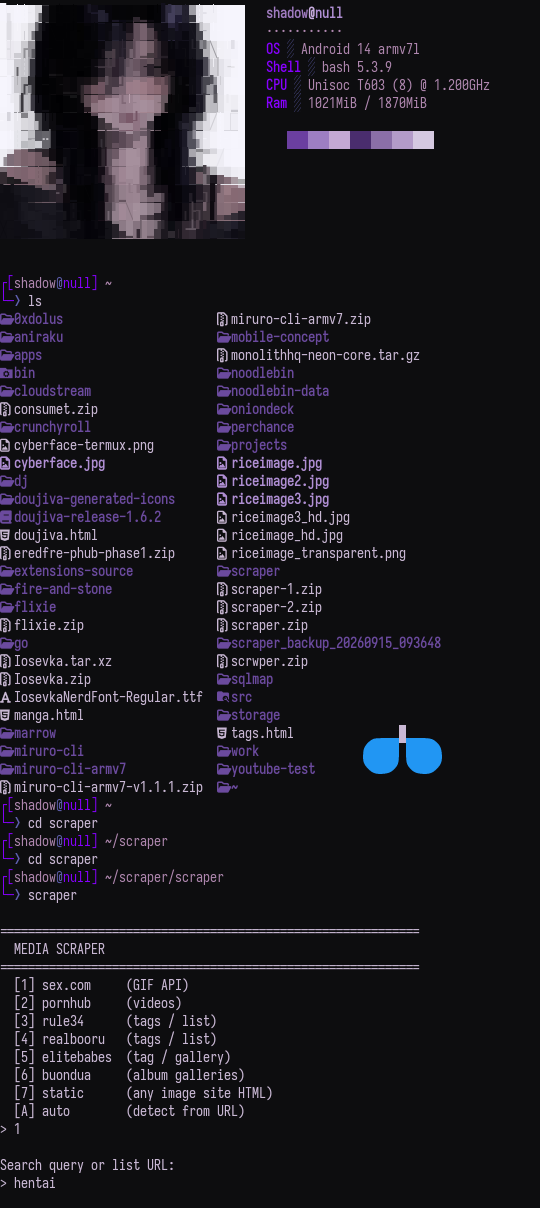 shadow@null
-----------
OS ░ Android 14 armv7l
Shell ░ bash 5.3.9
CPU ░ Unisoc T603 (8) @ 1.200GHz
Ram ░ 1021MiB / 1870MiB
┌─[shadow@null] ~
└─❯ ls
0xdolus miruro-cli-armv7.zip
aniraku mobile-concept
apps monolithhq-neon-core.tar.gz
bin noodlebin
cloudstream noodlebin-data
consumet.zip oniondeck
crunchyroll perchance
cyberface-termux.png projects
cyberface.jpg riceimage.jpg
dj riceimage2.jpg
doujiva-generated-icons riceimage3.jpg
doujiva-release-1.6.2 riceimage3_hd.jpg
doujiva.html riceimage_hd.jpg
eredfre-phub-phase1.zip riceimage_transparent.png
extensions-source scraper
fire-and-stone scraper-1.zip
flixie scraper-2.zip
flixie.zip scraper.zip
go scraper_backup_20260915_093648
Iosevka.tar.xz scrwper.zip
Iosevka.zip sqlmap
IosevkaNerdFont-Regular.ttf src
manga.html storage
marrow tags.html
miruro-cli work
miruro-cli-armv7 youtube-test
miruro-cli-armv7-v1.1.1.zip ~
┌─[shadow@null] ~
└─❯ cd scraper
┌─[shadow@null] ~/scraper
└─❯ cd scraper
┌─[shadow@null] ~/scraper/scraper
└─❯ scraper
============================================================
MEDIA SCRAPER
============================================================
[1] sex.com (GIF API)
[2] pornhub (videos)
[3] rule34 (tags / list)
[4] realbooru (tags / list)
[5] elitebabes (tag / gallery)
[6] buondua (album galleries)
[7] static (any image site HTML)
[A] auto (detect from URL)
> 1
Search query or list URL:
> hentai